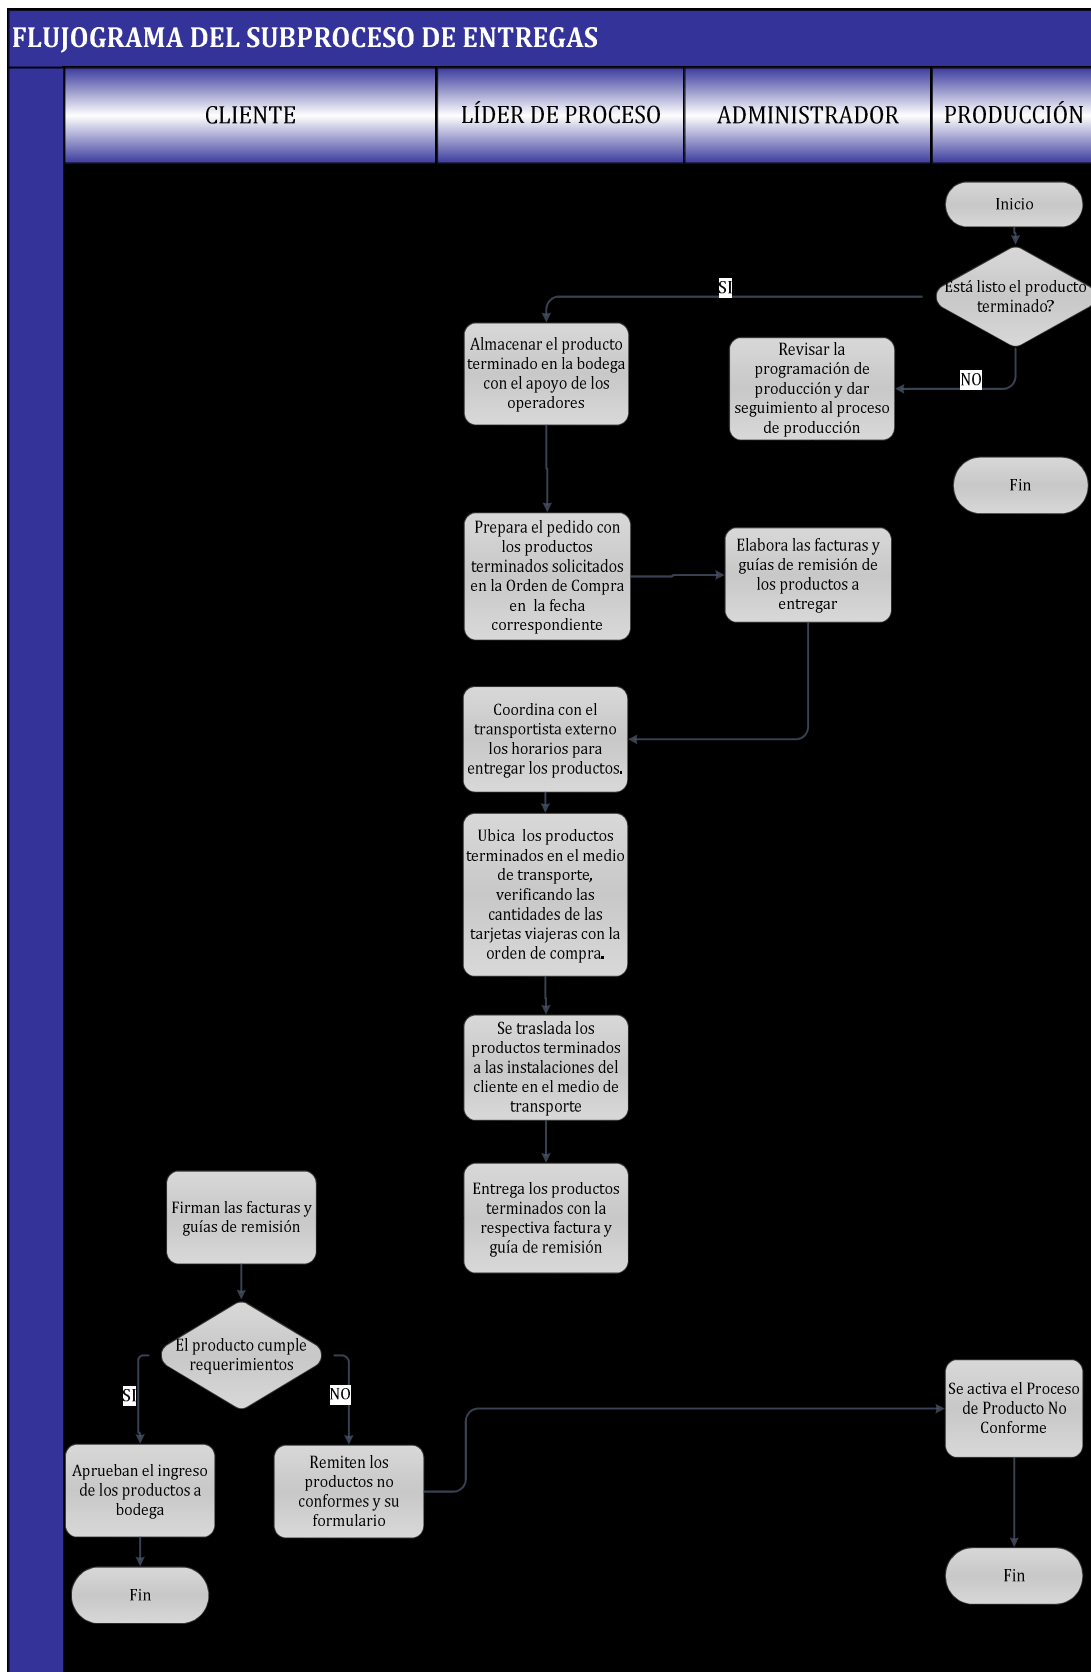 FLUJOGRAMA DEL SUBPROCESO DE ENTREGAS
CLIENTE
LÍDER DE PROCESO
ADMINISTRADOR
PRODUCCIÓN
Inicio
Está listo el producto
terminado?
SI
NO
Almacenar el producto
terminado en la bodega
con el apoyo de los
operadores
Revisar la
programación de
producción y dar
seguimiento al proceso
de producción
Fin
Prepara el pedido con
los productos
terminados solicitados
en la Orden de Compra
en la fecha
correspondiente
Elabora las facturas y
guías de remisión de
los productos a
entregar
Coordina con el
transportista externo
los horarios para
entregar los productos.
Ubica los productos
terminados en el medio
de transporte,
verificando las
cantidades de las
tarjetas viajeras con la
orden de compra.
Se traslada los
productos terminados
a las instalaciones del
cliente en el medio de
transporte
Entrega los productos
terminados con la
respectiva factura y
guía de remisión
Firman las facturas y
guías de remisión
El producto cumple
requerimientos
SI
NO
Aprueban el ingreso
de los productos a
bodega
Remiten los
productos no
conformes y su
formulario
Se activa el Proceso
de Producto No
Conforme
Fin
Fin